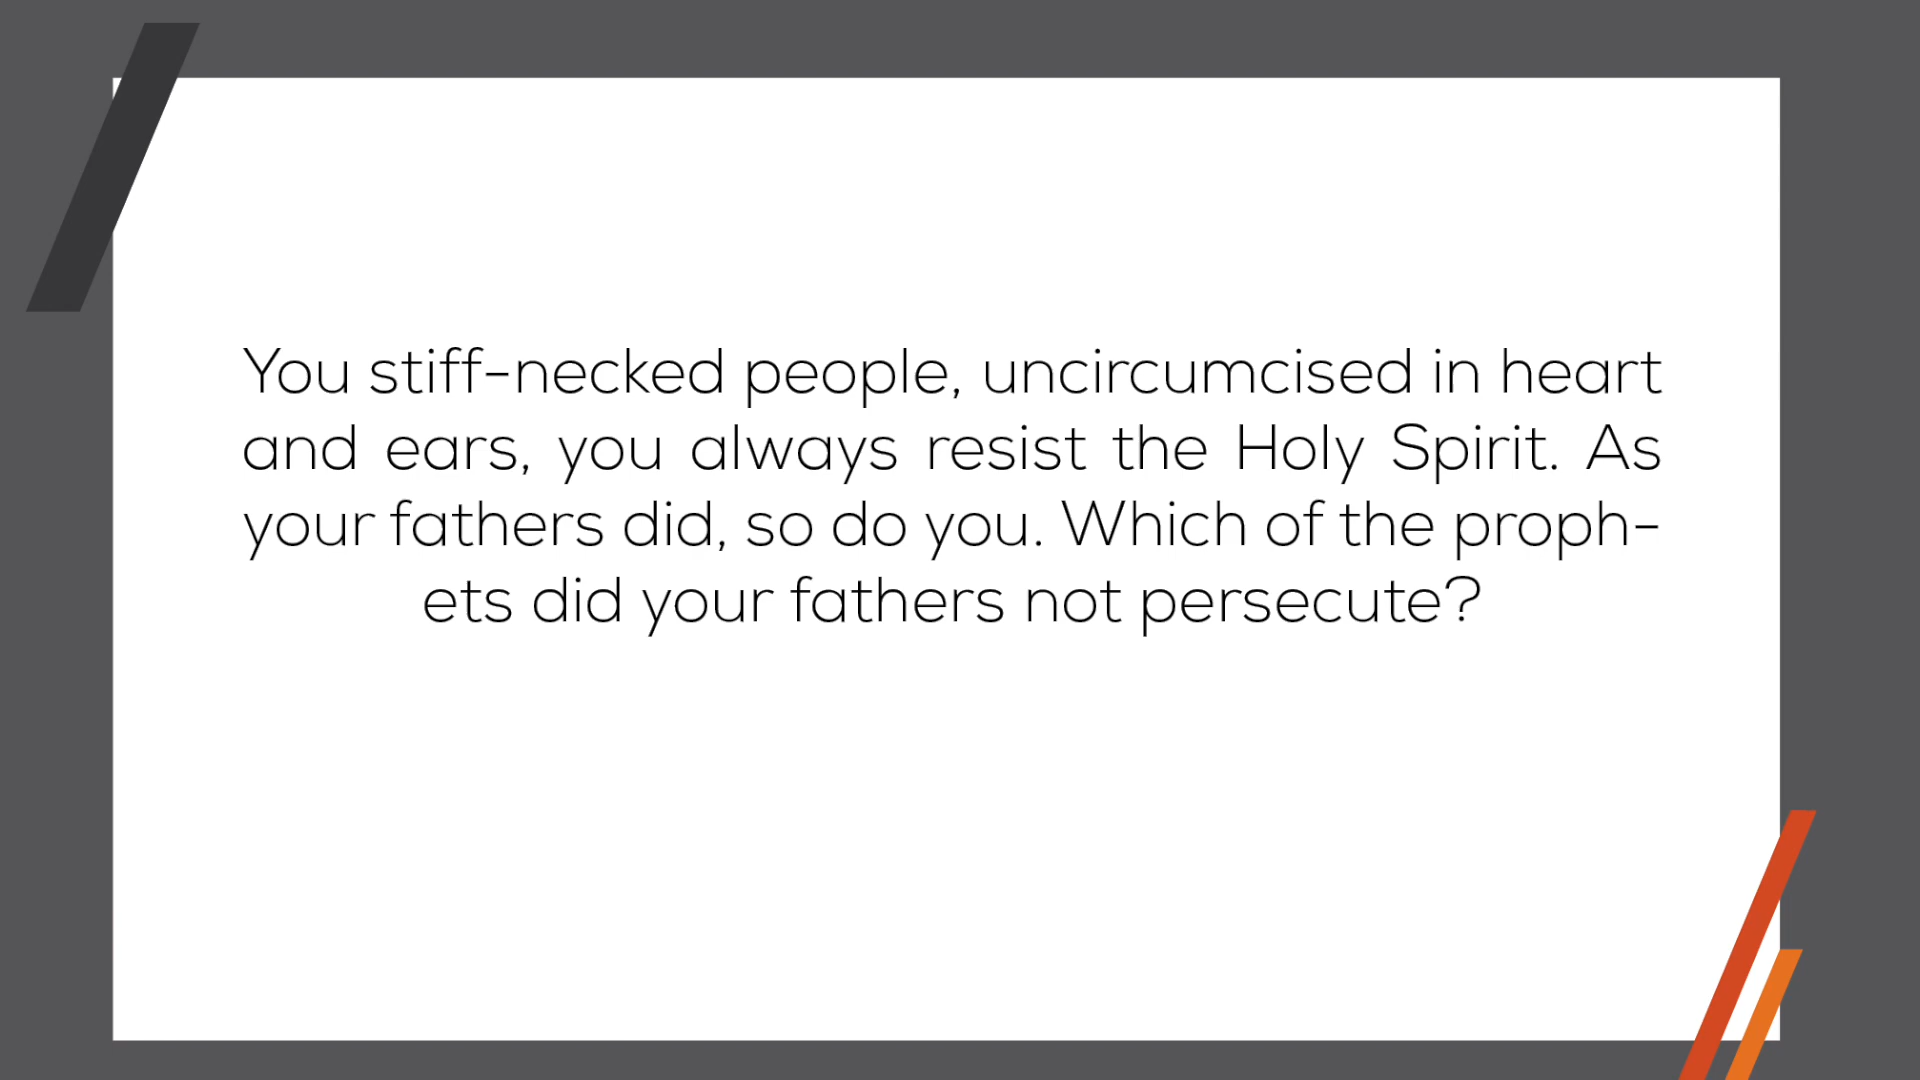 You stiff-necked people, uncircumcised in heart
and ears, you always resist the Holy Spirit. As
your fathers did, so do you. Which of the proph-
ets did your fathers not persecute?